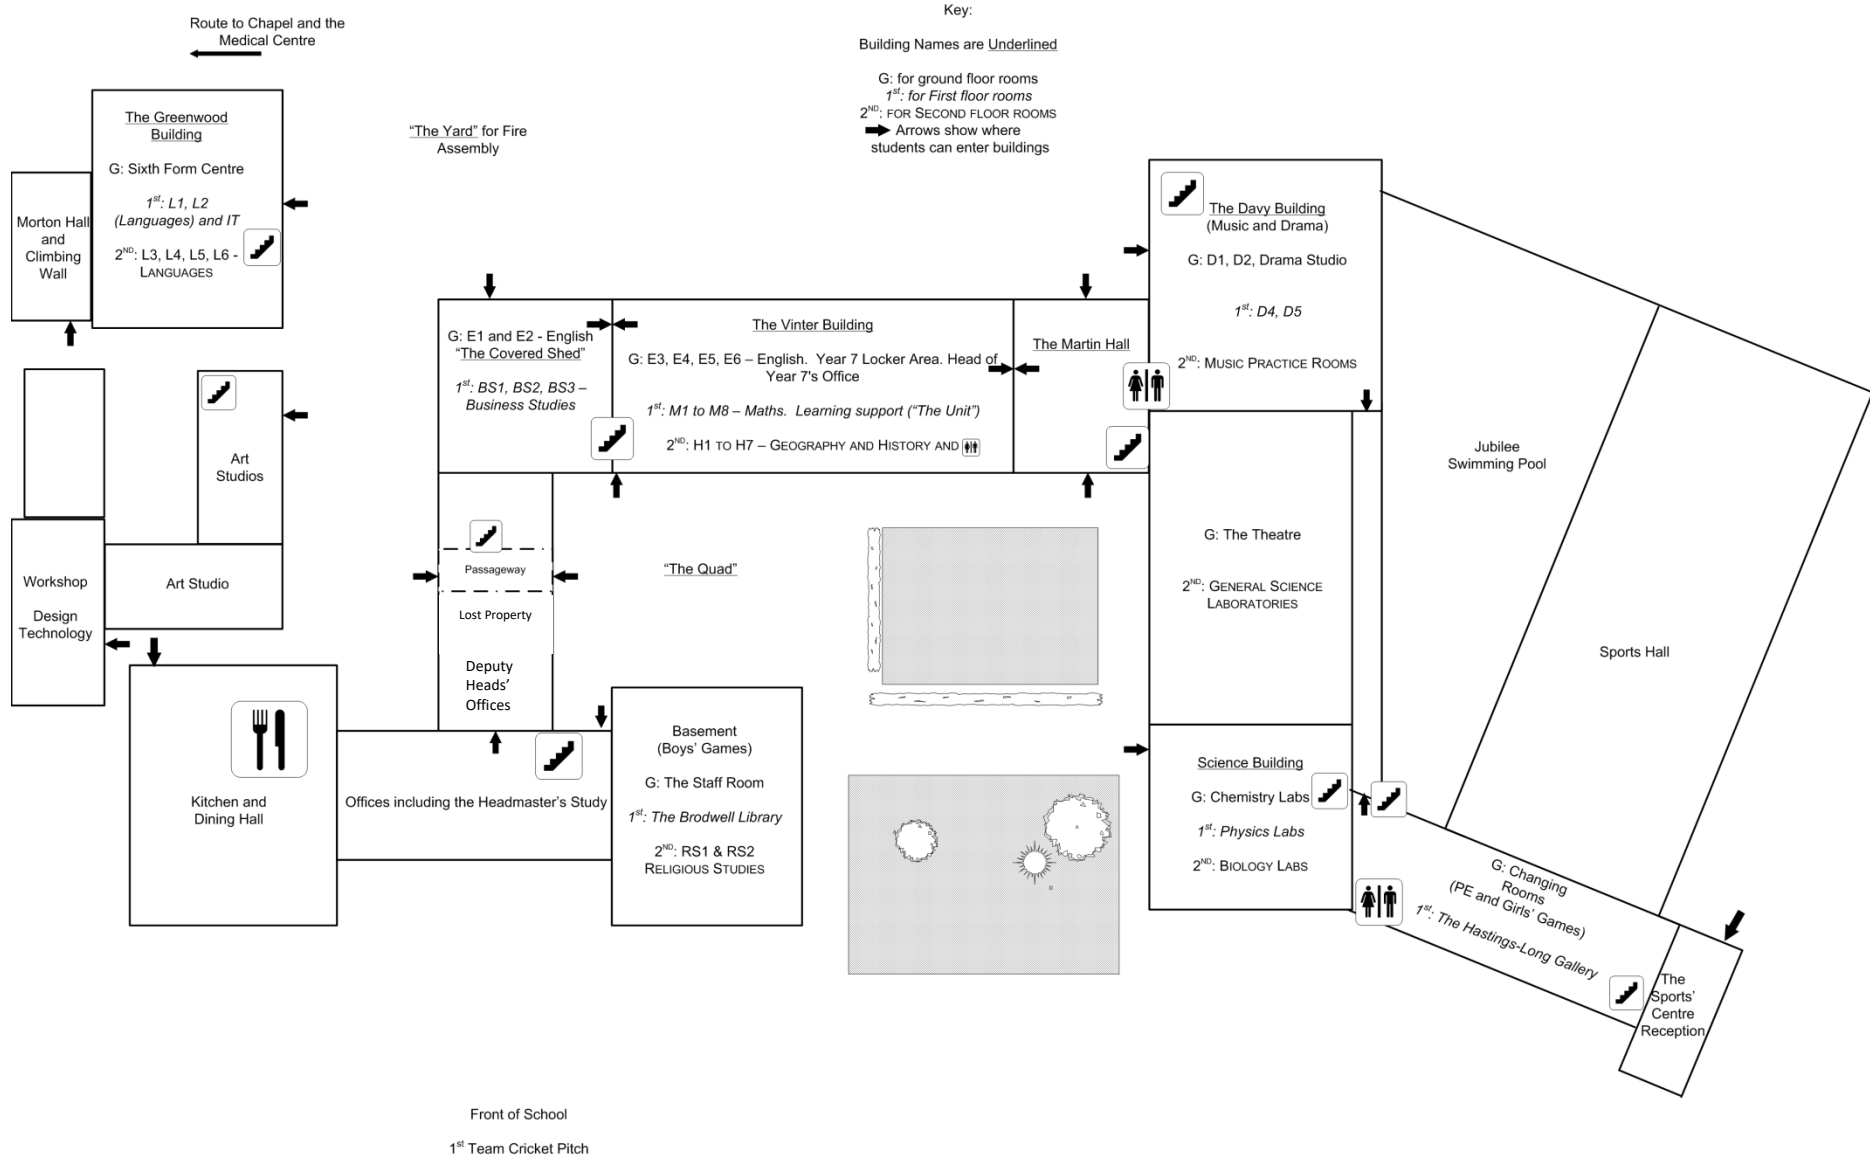 Route to Chapel and the
Medical Centre
Key:
Building Names are Underlined
G: for ground floor rooms
1st: for First floor rooms
2ND: FOR SECOND FLOOR ROOMS
Arrows show where
students can enter buildings
The Greenwood
Building
G: Sixth Form Centre
1st: L1, L2
(Languages) and IT
2ND: L3, L4, L5, L6 -
LANGUAGES
Morton Hall
and
Climbing
Wall
“The Yard” for Fire
Assembly
G: E1 and E2 - English
“The Covered Shed”
1st: BS1, BS2, BS3 –
Business Studies
The Vinter Building
G: E3, E4, E5, E6 – English. Year 7 Locker Area. Head of
Year 7's Office
1st: M1 to M8 – Maths. Learning support (“The Unit”)
2ND: H1 TO H7 – GEOGRAPHY AND HISTORY AND
The Martin Hall
The Davy Building
(Music and Drama)
G: D1, D2, Drama Studio
1st: D4, D5
2ND: MUSIC PRACTICE ROOMS
Jubilee
Swimming Pool
Sports Hall
Art
Studios
Art Studio
Workshop
Design
Technology
Passageway
Lost Property
Deputy
Heads’
Offices
“The Quad”
G: The Theatre
2ND: GENERAL SCIENCE
LABORATORIES
Kitchen and
Dining Hall
Offices including the Headmaster’s Study
Basement
(Boys’ Games)
G: The Staff Room
1st: The Brodwell Library
2ND: RS1 & RS2
RELIGIOUS STUDIES
Science Building
G: Chemistry Labs
1st: Physics Labs
2ND: BIOLOGY LABS
G: Changing
Rooms
(PE and Girls’ Games)
1st: The Hastings-Long Gallery
The
Sports’
Centre
Reception
Front of School
1st Team Cricket Pitch